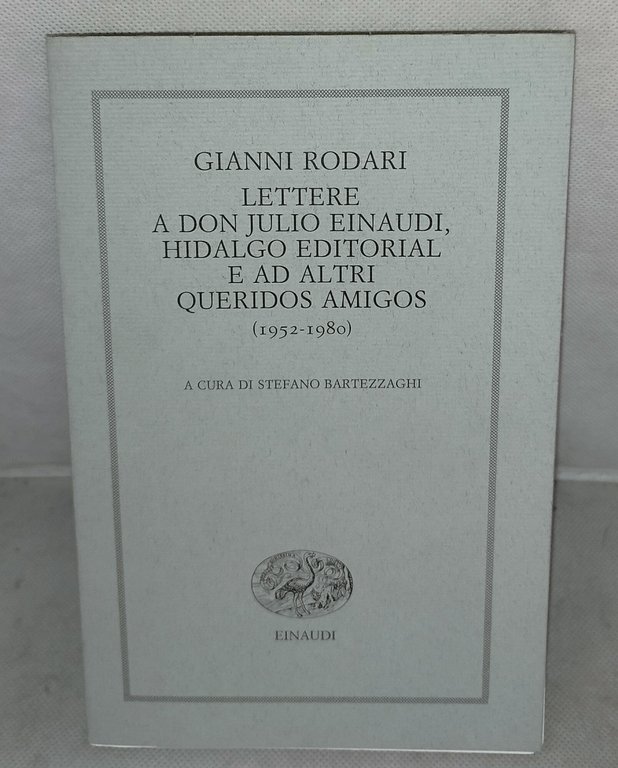 GIANNI RODARI
LETTERE
A DON JULIO EINAUDI,
HIDALGO EDITORIAL
E AD ALTRI
QUERIDOS AMIGOS
(1952-1980)
A CURA DI STEFANO BARTEZZAGHI
EINAUDI